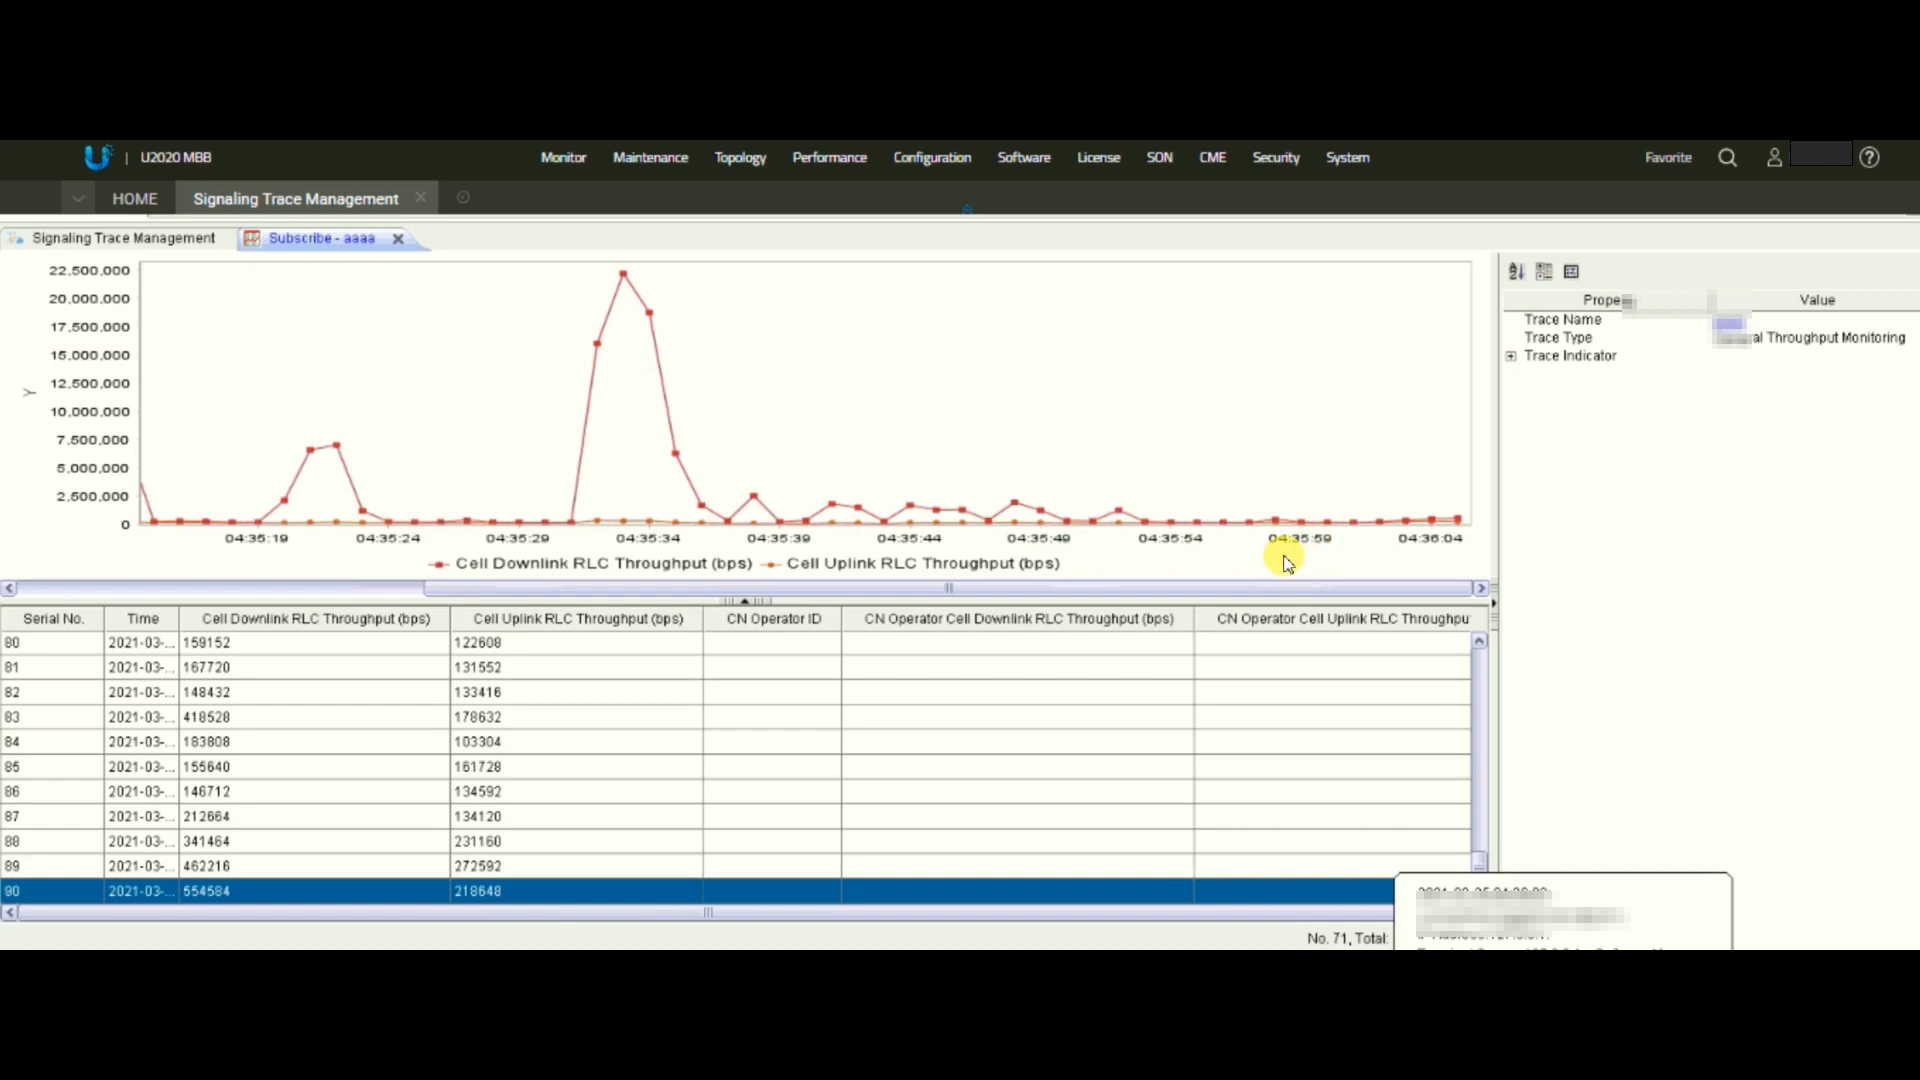 U2020 MBB Monitor Maintenance Topology Performance Configuration Software License SON CME Security System Favorite
HOME Signaling Trace Management
Signaling Trace Management Subscribe - aaaa
22,500,000
20,000,000
17,500,000
15,000,000
12,500,000
10,000,000
7,500,000
5,000,000
2,500,000
0
Y
04:35:19 04:35:24 04:35:29 04:35:34 04:35:39 04:35:44 04:35:49 04:35:54 04:35:59 04:36:04
Cell Downlink RLC Throughput (bps) Cell Uplink RLC Throughput (bps)
Prope Value
Trace Name
Trace Type al Throughput Monitoring
Trace Indicator
Serial No. Time Cell Downlink RLC Throughput (bps) Cell Uplink RLC Throughput (bps) CN Operator ID CN Operator Cell Downlink RLC Throughput (bps) CN Operator Cell Uplink RLC Throughpu
80 2021-03-... 159152 122608
81 2021-03-... 167720 131552
82 2021-03-... 148432 133416
83 2021-03-... 418528 178632
84 2021-03-... 183808 103304
85 2021-03-... 155640 161728
86 2021-03-... 146712 134592
87 2021-03-... 212664 134120
88 2021-03-... 341464 231160
89 2021-03-... 462216 272592
90 2021-03-... 554584 218648
No. 71, Total: